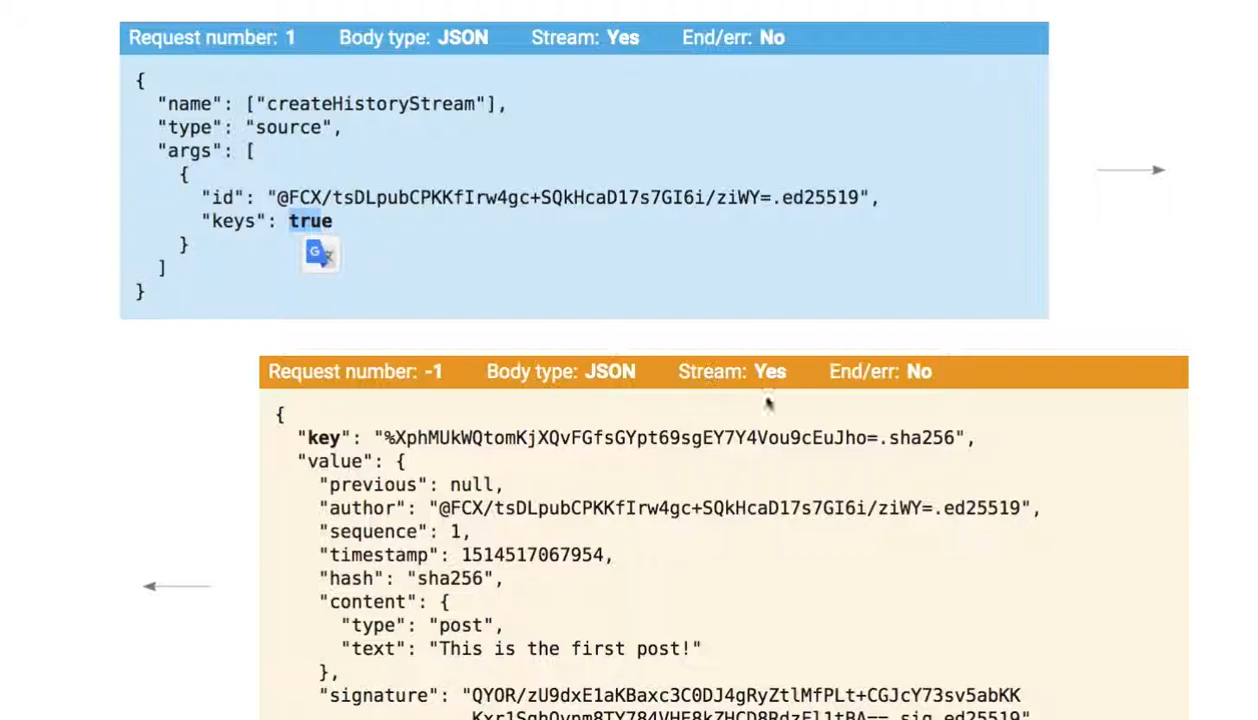 Request number: 1 Body type: JSON Stream: Yes End/err: No
{
"name": ["createHistoryStream"],
"type": "source",
"args": [
{
"id": "@FCX/tsDLpubCPKKfIrw4gc+SQkHcaD17s7GI6i/ziWY=.ed25519",
"keys": true
}
]
}
Request number: -1 Body type: JSON Stream: Yes End/err: No
{
"key": "%XphMUkWQtomKjXQvFGfsGYpt69sgEY7Y4Vou9cEuJho=.sha256",
"value": {
"previous": null,
"author": "@FCX/tsDLpubCPKKfIrw4gc+SQkHcaD17s7GI6i/ziWY=.ed25519",
"sequence": 1,
"timestamp": 1514517067954,
"hash": "sha256",
"content": {
"type": "post",
"text": "This is the first post!"
},
"signature": "QYOR/zU9dxE1aKBaxc3C0DJ4gRyZtlMfPLt+CGJcY73sv5abKK